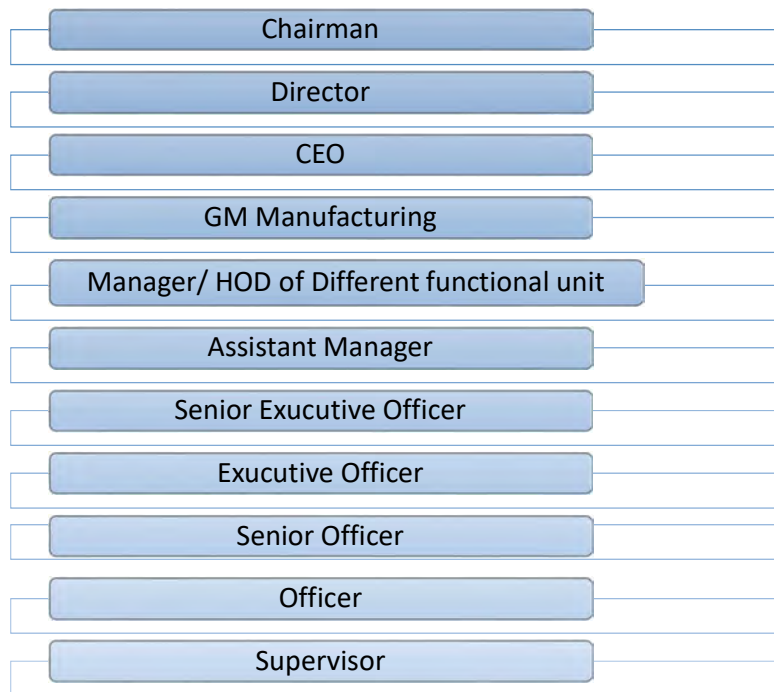 Chairman
Director
CEO
GM Manufacturing
Manager/ HOD of Different functional unit
Assistant Manager
Senior Exucutive Officer
Exucutive Officer
Senior Officer
Officer
Supervisor